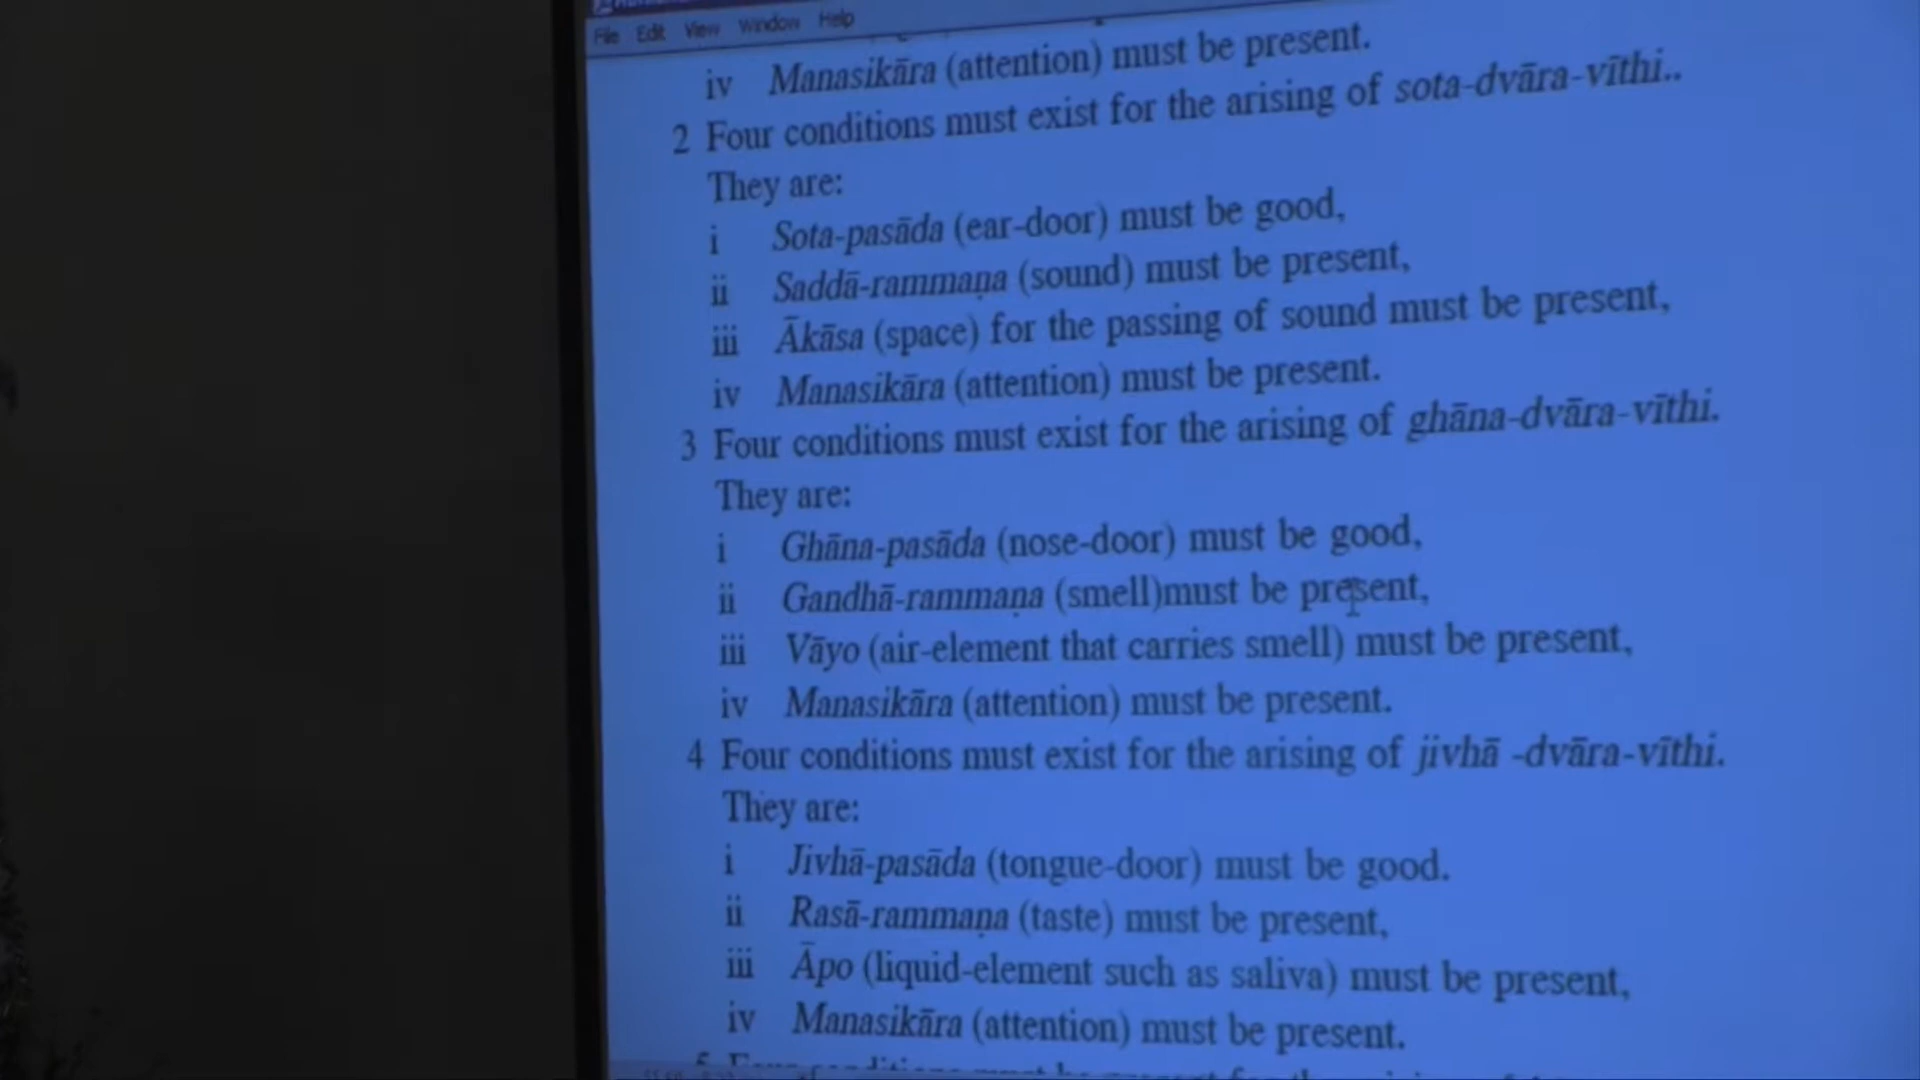 File Edit View Window Help
iv Manasikāra (attention) must be present.
2 Four conditions must exist for the arising of sota-dvāra-vīthi..
They are:
i Sota-pasāda (ear-door) must be good,
ii Saddā-rammaṇa (sound) must be present,
iii Ākāsa (space) for the passing of sound must be present,
iv Manasikāra (attention) must be present.
3 Four conditions must exist for the arising of ghāna-dvāra-vīthi.
They are:
i Ghāna-pasāda (nose-door) must be good,
ii Gandhā-rammaṇa (smell)must be present,
iii Vāyo (air-element that carries smell) must be present,
iv Manasikāra (attention) must be present.
4 Four conditions must exist for the arising of jivhā -dvāra-vīthi.
They are:
i Jivhā-pasāda (tongue-door) must be good.
ii Rasā-rammaṇa (taste) must be present,
iii Āpo (liquid-element such as saliva) must be present,
iv Manasikāra (attention) must be present.
5 Four conditions must